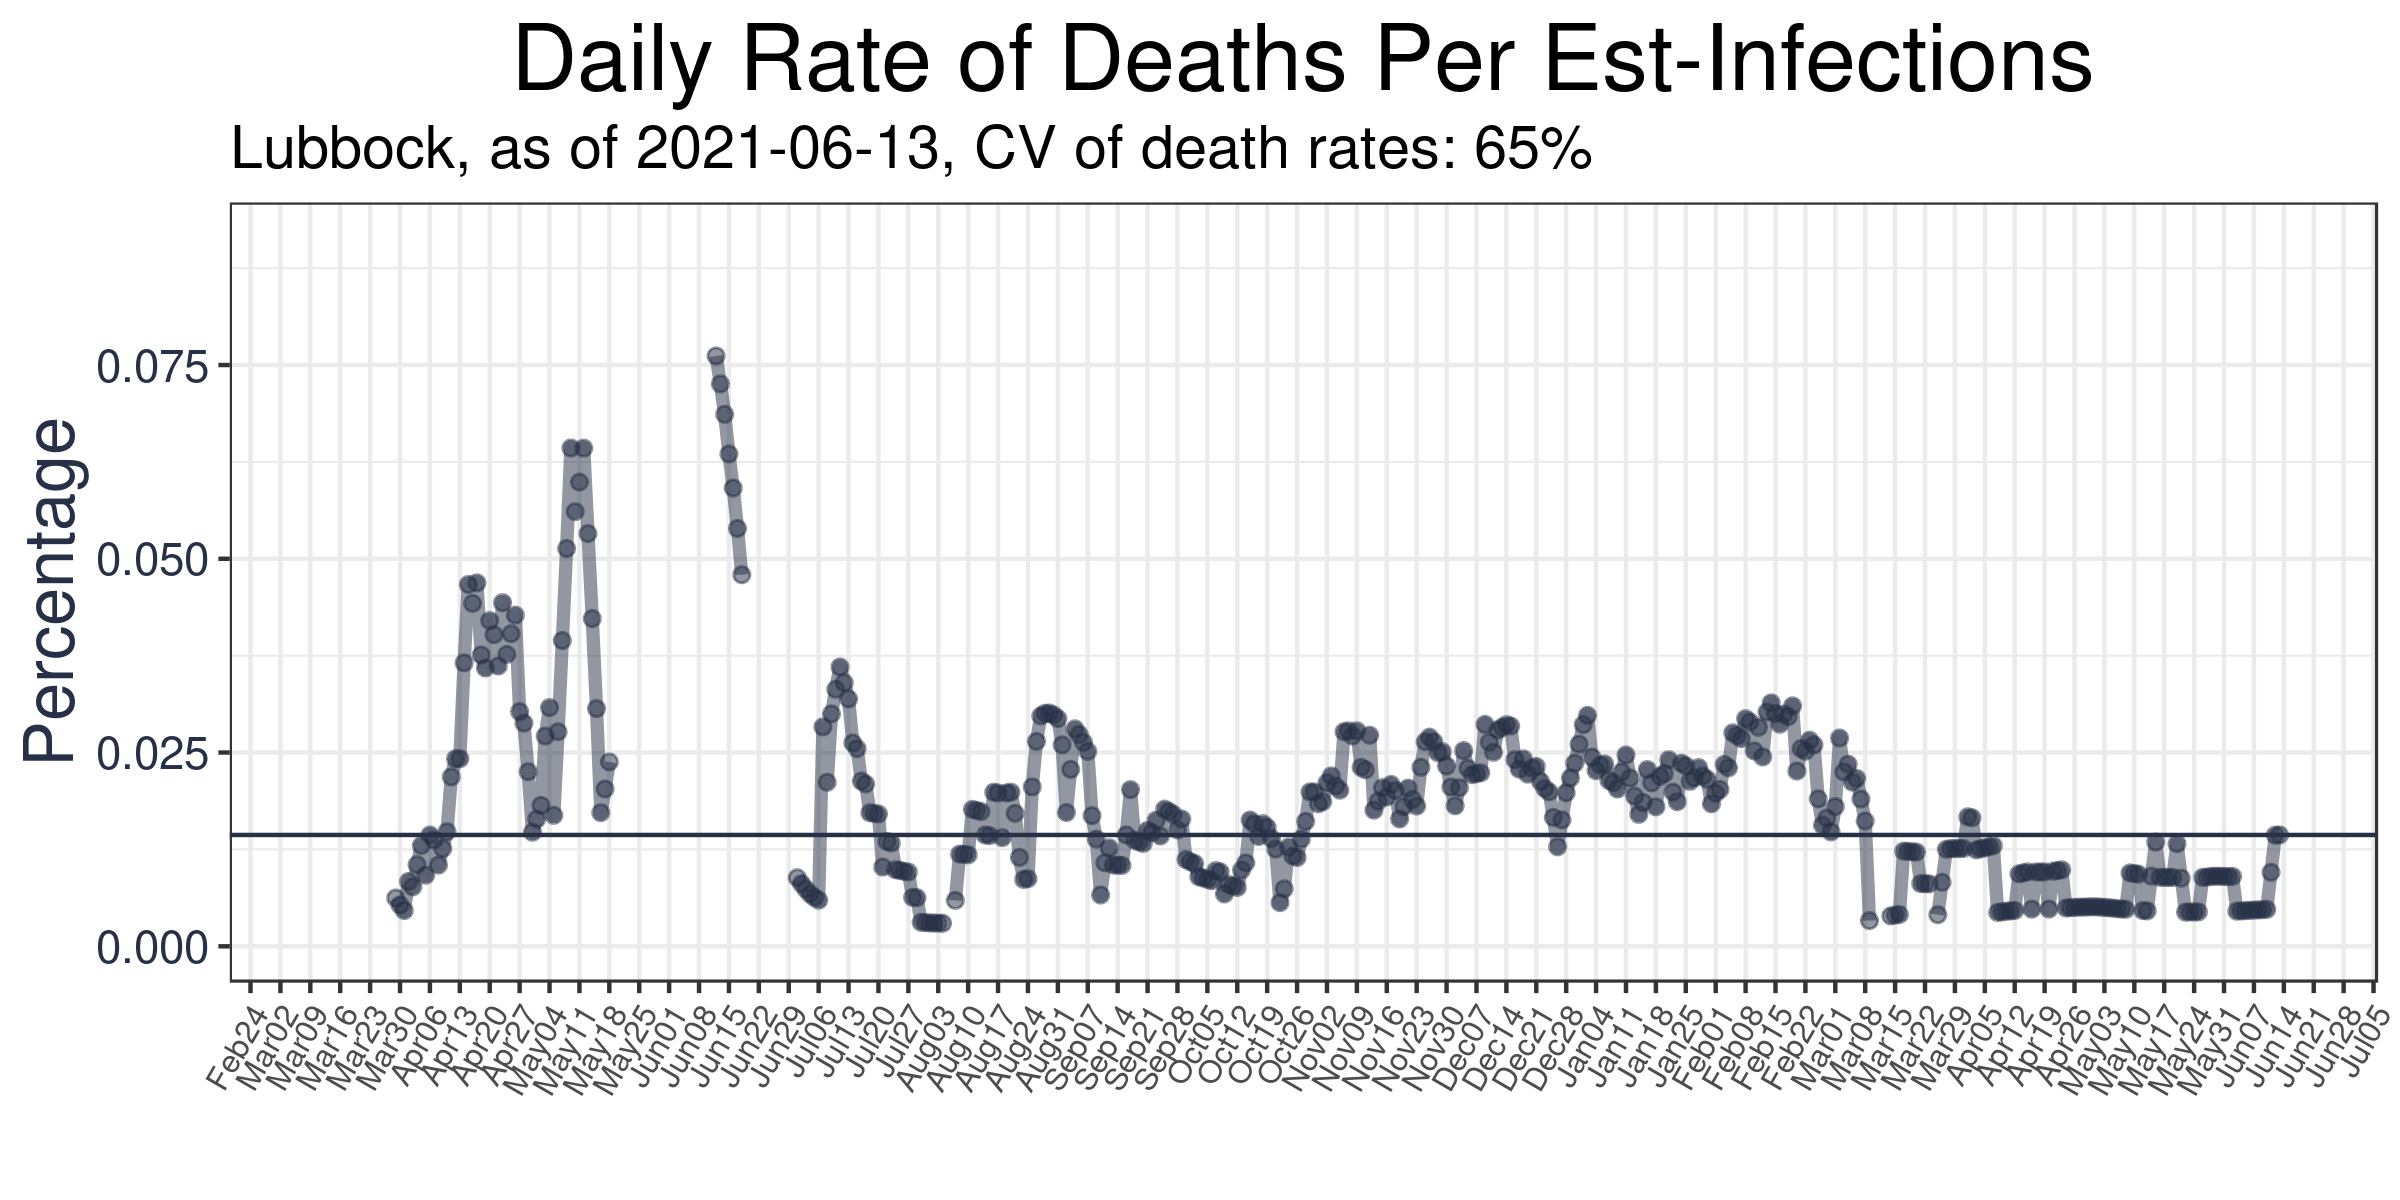 Daily Rate of Deaths Per Est-Infections
Lubbock, as of 2021-06-13, CV of death rates: 65%
Percentage
0.075
0.050
0.025
0.000
Feb24
Mar02
Mar09
Mar16
Mar23
Mar30
Apr06
Apr13
Apr20
Apr27
May04
May11
May18
May25
Jun01
Jun08
Jun15
Jun22
Jun29
Jul06
Jul13
Jul20
Jul27
Aug03
Aug10
Aug17
Aug24
Aug31
Sep07
Sep14
Sep21
Sep28
Oct05
Oct12
Oct19
Oct26
Nov02
Nov09
Nov16
Nov23
Nov30
Dec07
Dec14
Dec21
Dec28
Jan04
Jan11
Jan18
Jan25
Feb01
Feb08
Feb15
Feb22
Mar01
Mar08
Mar15
Mar22
Mar29
Apr05
Apr12
Apr19
Apr26
May03
May10
May17
May24
May31
Jun07
Jun14
Jun21
Jun28
Jul05